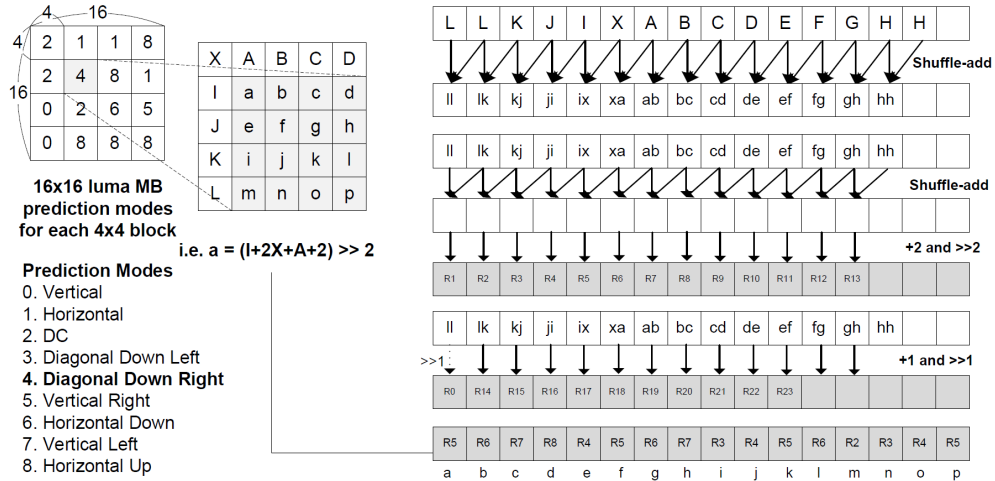 4
16
4
16
2 1 1 8
2 4 8 1
0 2 6 5
0 8 8 8
X A B C D
I a b c d
J e f g h
K i j k l
L m n o p
16x16 luma MB
prediction modes
for each 4x4 block
i.e. a = (I+2X+A+2) >> 2
Prediction Modes
0. Vertical
1. Horizontal
2. DC
3. Diagonal Down Left
4. Diagonal Down Right
5. Vertical Right
6. Horizontal Down
7. Vertical Left
8. Horizontal Up
L L K J I X A B C D E F G H H
Shuffle-add
ll lk kj ji ix xa ab bc cd de ef fg gh hh
ll lk kj ji ix xa ab bc cd de ef fg gh hh
Shuffle-add
+2 and >>2
R1 R2 R3 R4 R5 R6 R7 R8 R9 R10 R11 R12 R13
ll lk kj ji ix xa ab bc cd de ef fg gh hh
>>1
+1 and >>1
R0 R14 R15 R16 R17 R18 R19 R20 R21 R22 R23
R5 R6 R7 R8 R4 R5 R6 R7 R3 R4 R5 R6 R2 R3 R4 R5
a b c d e f g h i j k l m n o p